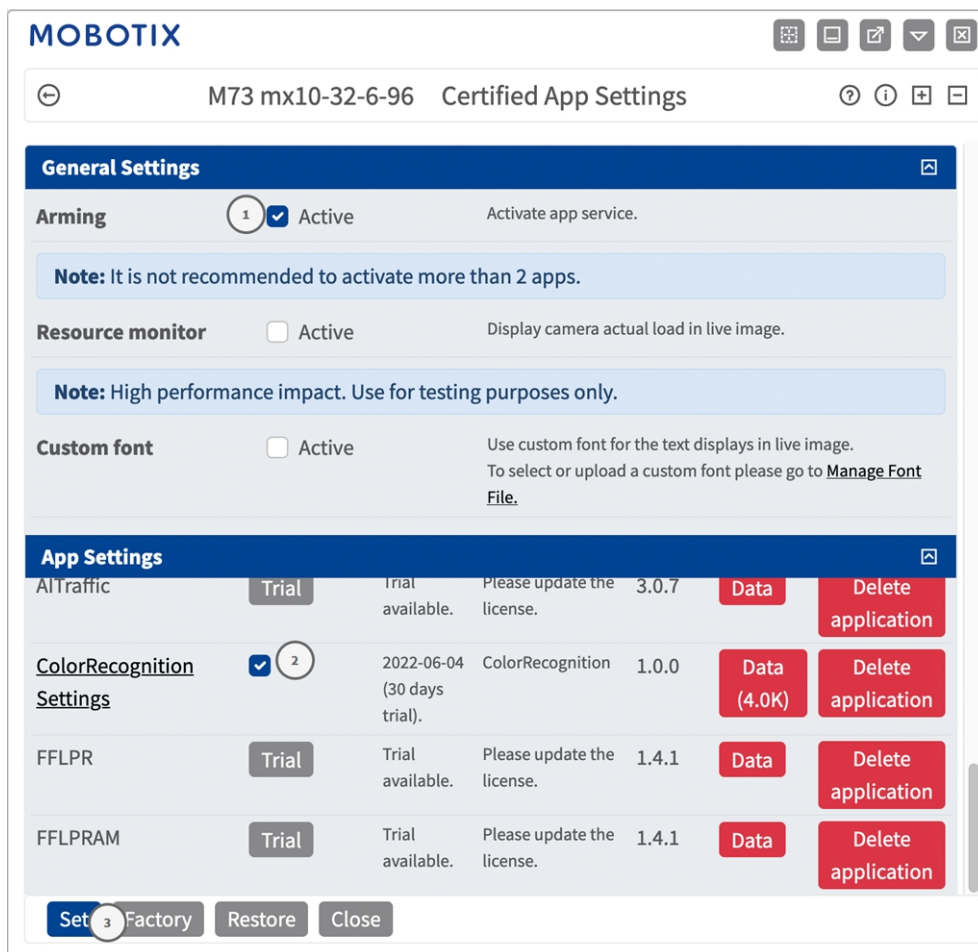 MOBOTIX
M73 mx10-32-6-96 Certified App Settings
General Settings
Arming 1 Active Activate app service.
Note: It is not recommended to activate more than 2 apps.
Resource monitor Active Display camera actual load in live image.
Note: High performance impact. Use for testing purposes only.
Custom font Active Use custom font for the text displays in live image.
To select or upload a custom font please go to Manage Font
File.
App Settings
AITraffic Trial Trial Please update the 3.0.7 Data Delete
available. license. application
ColorRecognition 2 2022-06-04 ColorRecognition 1.0.0 Data Delete
Settings (30 days (4.0K) application
trial).
FFLPR Trial Trial Please update the 1.4.1 Data Delete
available. license. application
FFLPRAM Trial Trial Please update the 1.4.1 Data Delete
available. license. application
Set 3 Factory Restore Close